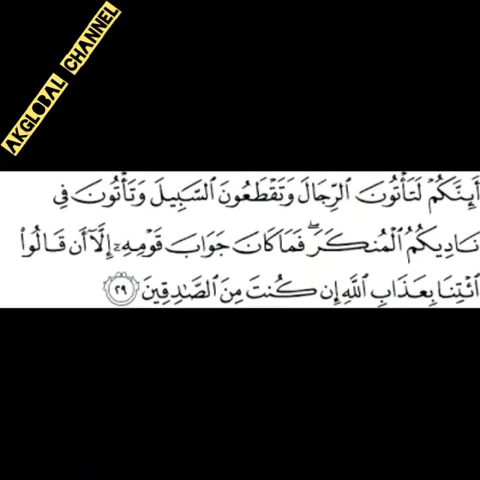 AKGLOBAL CHANNEL
أَئِنَّكُمْ لَتَأْتُونَ ٱلرِّجَالَ وَتَقْطَعُونَ ٱلسَّبِيلَ وَتَأْتُونَ فِى
نَادِيكُمُ ٱلْمُنكَرَ ۖ فَمَا كَانَ جَوَابَ قَوْمِهِۦٓ إِلَّآ أَن قَالُوا۟
ٱئْتِنَا بِعَذَابِ ٱللَّهِ إِن كُنتَ مِنَ ٱلصَّـٰدِقِينَ ٢٩